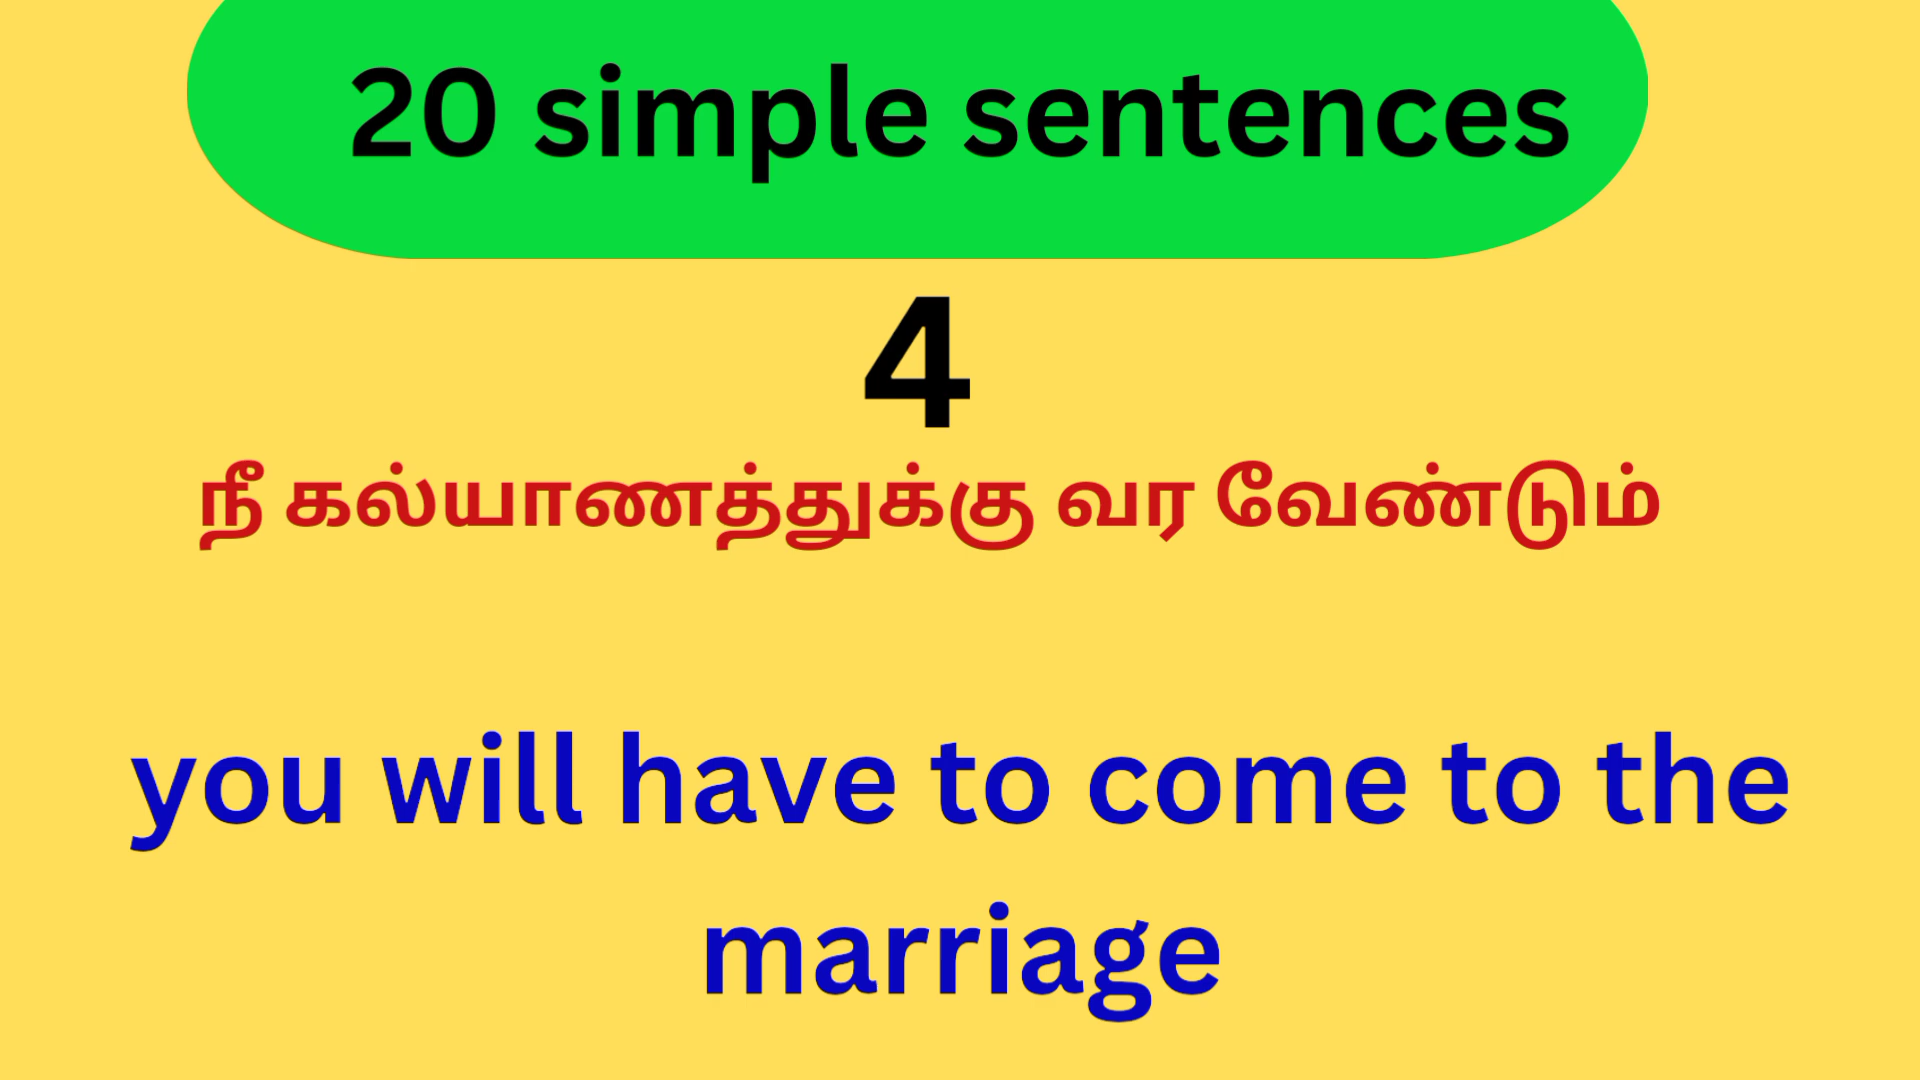 20 simple sentences
4
நீ கல்யாணத்துக்கு வர வேண்டும்
you will have to come to the
marriage